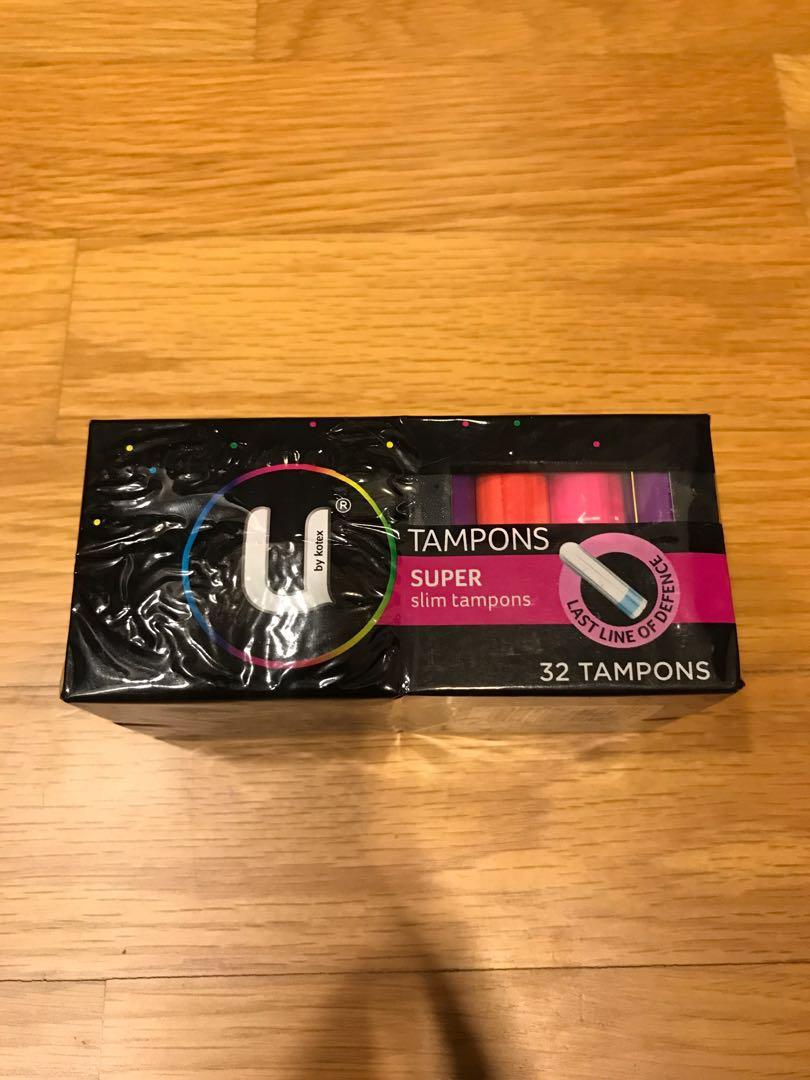 u®
by kotex
TAMPONS
SUPER
slim tampons
LAST LINE OF DEFENCE
32 TAMPONS